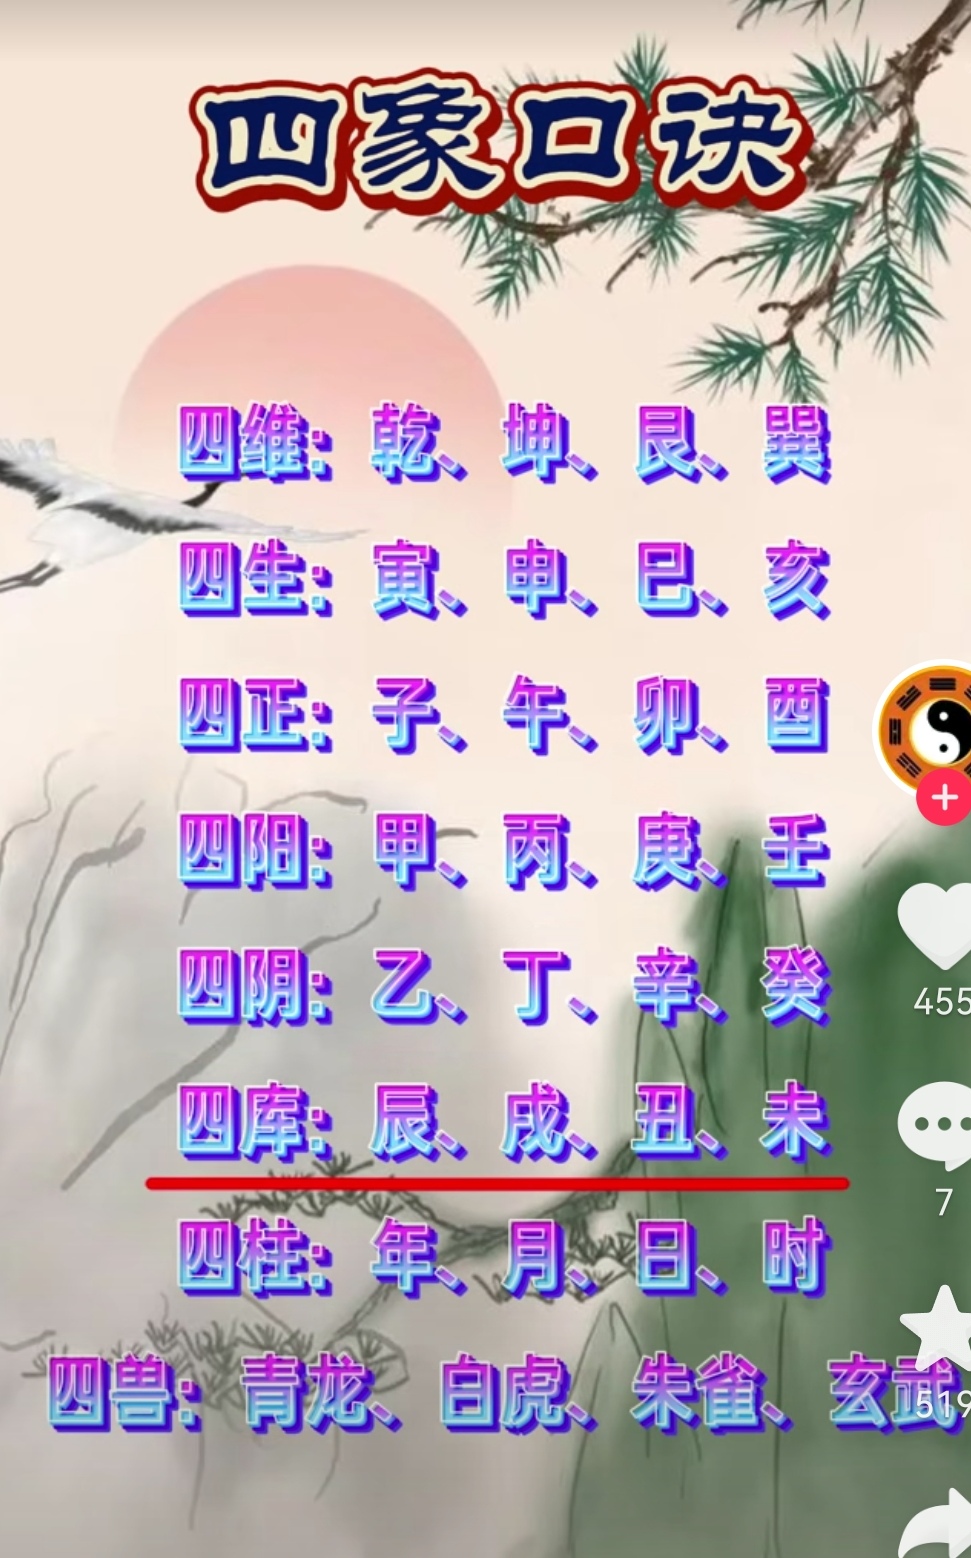 四象口诀
四维：乾、坤、艮、巽
四生：寅、申、巳、亥
四正：子、午、卯、酉
四阳：甲、丙、庚、壬
四阴：乙、丁、辛、癸
四库：辰、戌、丑、未
四柱：年、月、日、时
四兽：青龙、白虎、朱雀、玄武
455
7
519